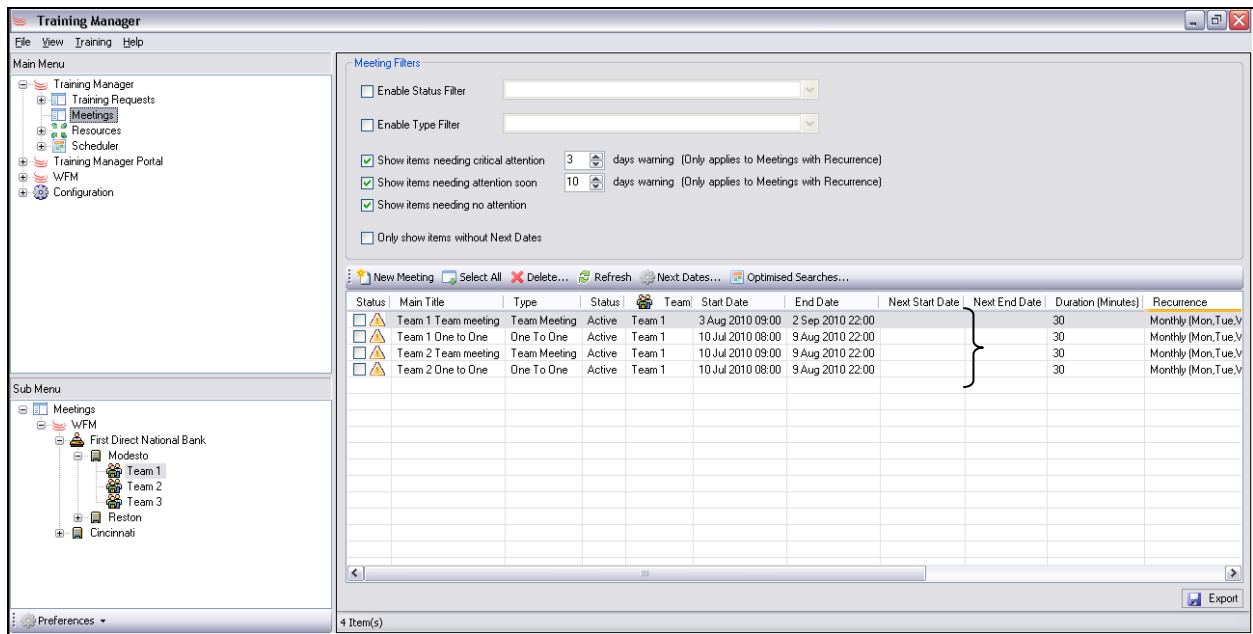 Training Manager
File View Training Help
Main Menu
Training Manager
Training Requests
Meetings
Resources
Scheduler
Training Manager Portal
WFM
Configuration
Sub Menu
Meetings
WFM
First Direct National Bank
Modesto
Team 1
Team 2
Team 3
Reston
Cincinnati
Preferences
Meeting Filters
Enable Status Filter
Enable Type Filter
Show items needing critical attention 3 days warning (Only applies to Meetings with Recurrence)
Show items needing attention soon 10 days warning (Only applies to Meetings with Recurrence)
Show items needing no attention
Only show items without Next Dates
New Meeting Select All Delete... Refresh Next Dates... Optimised Searches...
Status Main Title Type Status Team Start Date End Date Next Start Date Next End Date Duration (Minutes) Recurrence
Team 1 Team meeting Team Meeting Active Team 1 3 Aug 2010 09:00 2 Sep 2010 22:00 30 Monthly (Mon,Tue,W
Team 1 One to One One To One Active Team 1 10 Jul 2010 08:00 9 Aug 2010 22:00 30 Monthly (Mon,Tue,W
Team 2 Team meeting Team Meeting Active Team 1 10 Jul 2010 09:00 9 Aug 2010 22:00 30 Monthly (Mon,Tue,W
Team 2 One to One One To One Active Team 1 10 Jul 2010 08:00 9 Aug 2010 22:00 30 Monthly (Mon,Tue,W
Export
4 Item(s)